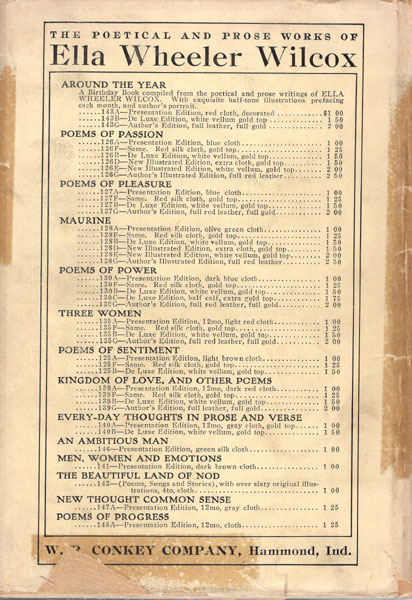 THE POETICAL AND PROSE WORKS OF
Ella Wheeler Wilcox
AROUND THE YEAR
A Birthday Book compiled from the poetical and prose writings of ELLA
WHEELER WILCOX. With exquisite half-tone illustrations prefacing
each month, and author's portrait.
......143A—Presentation Edition, red cloth, decorated........$1 00
......143B—De Luxe Edition, white vellum, gold top........ 1 50
......143G—Author's Edition, full leather, full gold........ 2 00
POEMS OF PASSION
......126A—Presentation Edition, blue cloth........ 1 00
......126F—Same. Red silk cloth, gold top........ 1 25
......126B—De Luxe Edition, white vellum, gold top........ 1 50
......126D—New Illustrated Edition, extra cloth, gold top........ 1 50
......126E—New Illustrated Edition, white vellum, gold top........ 2 00
......126G—Author's Illustrated Edition, full red leather........ 2 50
POEMS OF PLEASURE
......127A—Presentation Edition, blue cloth........ 1 00
......127F—Same. Red silk cloth, gold top........ 1 25
......127B—De Luxe Edition, white vellum, gold top........ 1 50
......127G—Author's Edition, full red leather, full gold........ 2 00
MAURINE
......128A—Presentation Edition, olive green cloth........ 1 00
......128F—Same. Red silk cloth, gold top........ 1 25
......128B—De Luxe Edition, white vellum, gold top........ 1 50
......128D—New Illustrated Edition, extra cloth, gold top........ 1 50
......128E—New Illustrated Edition, white vellum, gold top........ 2 00
......128G—Author's Illustrated Edition, full red leather........ 2 50
POEMS OF POWER
......130A—Presentation Edition, dark blue cloth........ 1 00
......130F—Same. Red silk cloth, gold top........ 1 25
......130B—De Luxe Edition, white vellum, gold top........ 1 50
......130C—De Luxe Edition, half calf, extra gold top........ 1 75
......Author's Edition, full red leather, full gold........ 2 00
THREE WOMEN
......135A—Presentation Edition, 12mo, light red cloth........ 1 00
......135F—Same. Red silk cloth, gold top........ 1 25
......135B—De Luxe Edition, white vellum, gold top........ 1 50
......135G—Author's Edition, full red leather, full gold........ 2 00
POEMS OF SENTIMENT
......125A—Presentation Edition, light brown cloth........ 1 00
......125F—Same. Red silk cloth, gold top........ 1 25
......125B—De Luxe Edition, white vellum, gold top........ 1 50
KINGDOM OF LOVE, AND OTHER POEMS
......139A—Presentation Edition, 12mo, dark red cloth........ 1 00
......139F—Same. Red silk cloth, gold top........ 1 25
......139B—De Luxe Edition, white vellum, gold top........ 1 50
......139G—Author's Edition, full leather, full gold........ 2 00
EVERY-DAY THOUGHTS IN PROSE AND VERSE
......140A—Presentation Edition, 12mo, gray cloth, gold top........ 1 00
......140B—De Luxe Edition, white vellum, gold top........ 1 50
AN AMBITIOUS MAN
......146—Presentation Edition, green silk cloth........ 1 00
MEN, WOMEN AND EMOTIONS
......141—Presentation Edition, dark brown cloth........ 1 00
THE BEAUTIFUL LAND OF NOD
......142—(Poems, Songs and Stories), with over sixty original illus-
trations, 4to, cloth........ 1 00
NEW THOUGHT COMMON SENSE
......147A—Presentation Edition, 12mo, gray cloth........ 1 25
POEMS OF PROGRESS
......148A—Presentation Edition, 12mo, cloth........ 1 25
W. B. CONKEY COMPANY, Hammond, Ind.